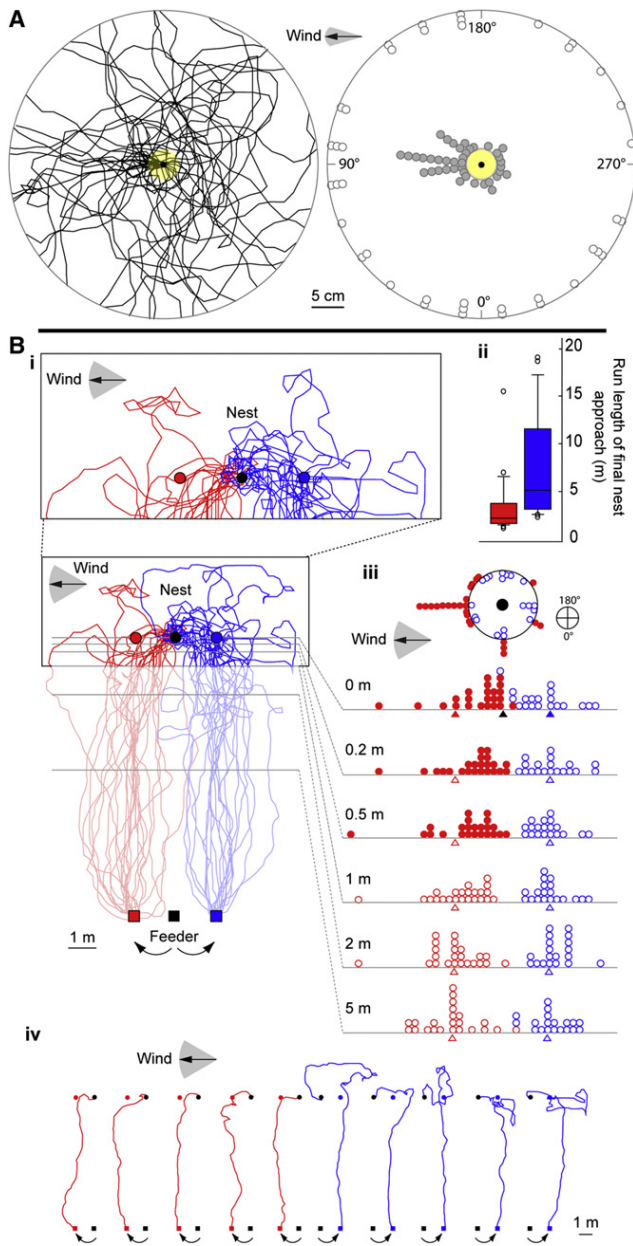 A
Wind
180°
90°
270°
0°
5 cm
B
i
Wind
Nest
ii
20
15
10
5
0
Run length of final nest
approach (m)
Wind
Nest
iii
180°
0°
Wind
0 m
0.2 m
0.5 m
1 m
2 m
5 m
1 m
Feeder
iv
Wind
1 m